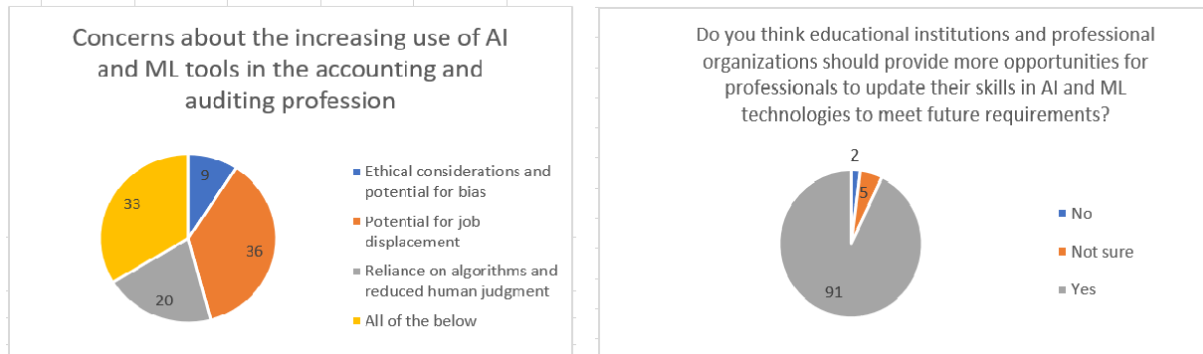 Concerns about the increasing use of AI
and ML tools in the accounting and
auditing profession
9
33
36
20
Ethical considerations and
potential for bias
Potential for job
displacement
Reliance on algorithms and
reduced human judgment
All of the below
Do you think educational institutions and professional
organizations should provide more opportunities for
professionals to update their skills in AI and ML
technologies to meet future requirements?
2
5
91
No
Not sure
Yes